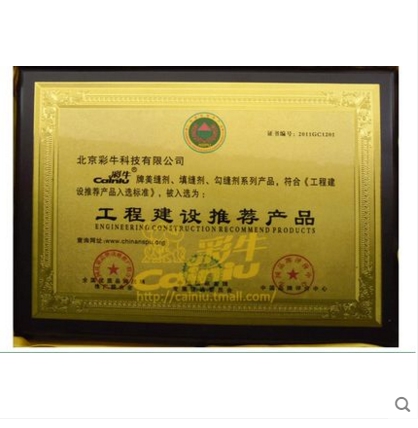 证书编号：2011GC1201
北京彩牛科技有限公司
彩牛 Cainiu 牌美缝剂、填缝剂、勾缝剂系列产品，符合《工程建
设推荐产品入选标准》，被入选为：
工程建设推荐产品
ENGINEERING CONSTRUCTION RECOMMEND PRODUCTS
查询网址:www.chinanapu.org
彩牛
Cainiu
http://cainiu.tmall.com/